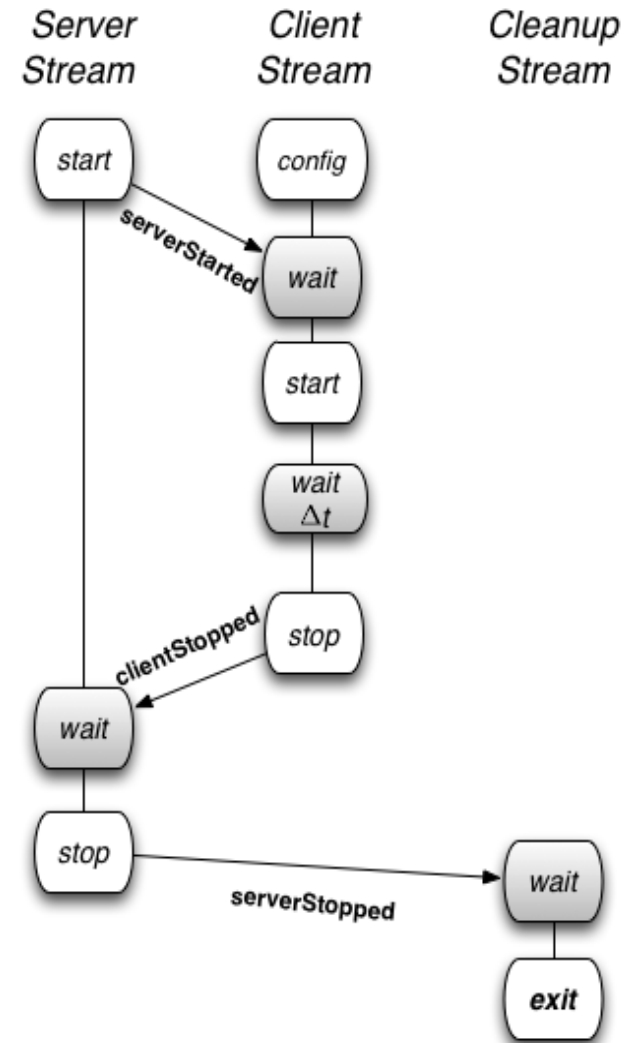 Server
Stream
Client
Stream
Cleanup
Stream
start
config
serverStarted
wait
start
wait
Δt
clientStopped
stop
wait
stop
serverStopped
wait
exit